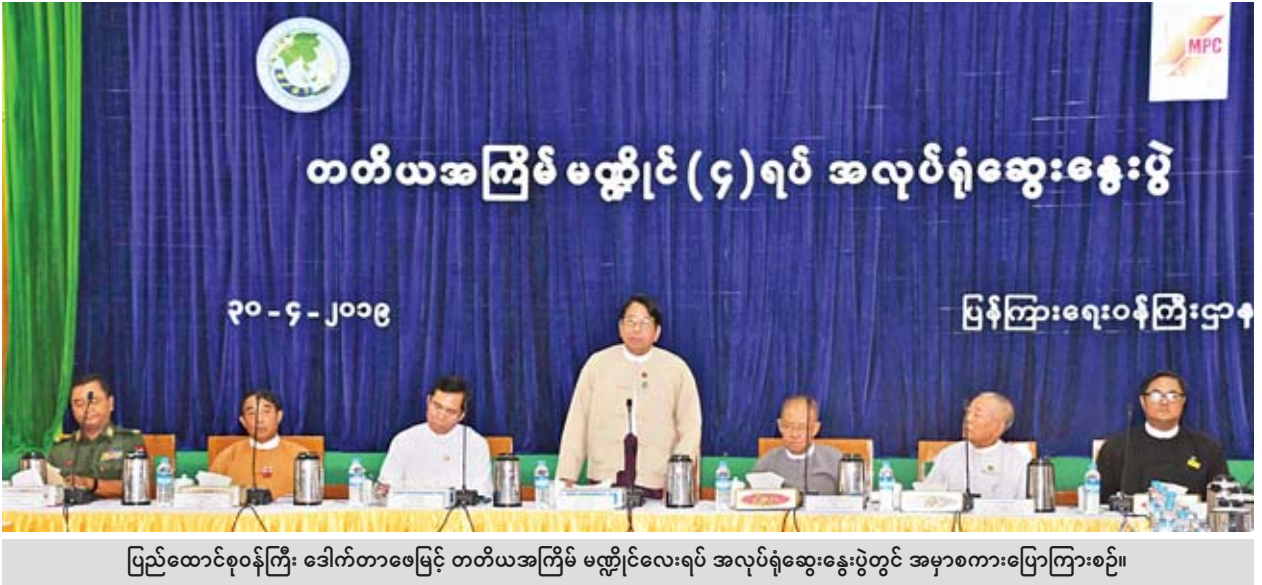 MPC
တတိယအကြိမ် မဏ္ဍိုင် (၄) ရပ် အလုပ်ရုံဆွေးနွေးပွဲ
၃၀ - ၄ - ၂၀၁၉
ပြန်ကြားရေးဝန်ကြီးဌာန
ပြည်ထောင်စုဝန်ကြီး ဒေါက်တာဖေမြင့် တတိယအကြိမ် မဏ္ဍိုင်လေးရပ် အလုပ်ရုံဆွေးနွေးပွဲတွင် အမှာစကားပြောကြားစဉ်။